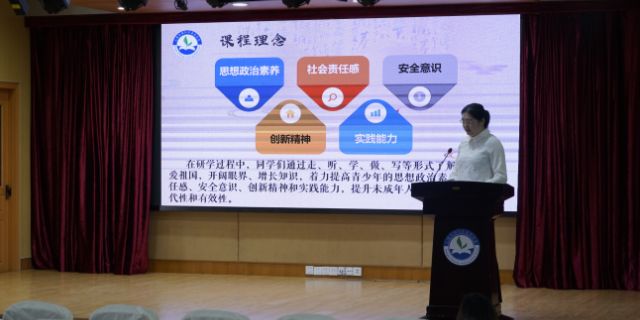 课程理念
思想政治素养
社会责任感
安全意识
创新精神
实践能力
在研学过程中，同学们通过走、听、学、做、写等形式了解
爱祖国，开阔眼界、增长知识，着力提高青少年的思想政治素
任感、安全意识、创新精神和实践能力，提升未成年人
代性和有效性。